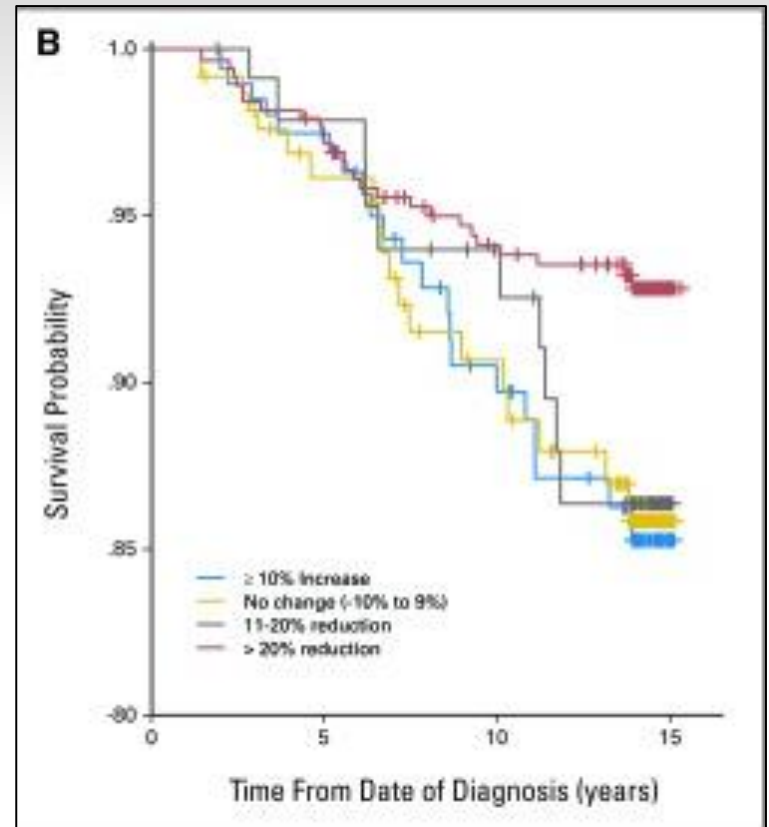 B
1.0
.95
.90
.85
.80
0 5 10 15
Survival Probability
≥ 10% Increase
No change (-10% to 9%)
11-20% reduction
> 20% reduction
Time From Date of Diagnosis (years)